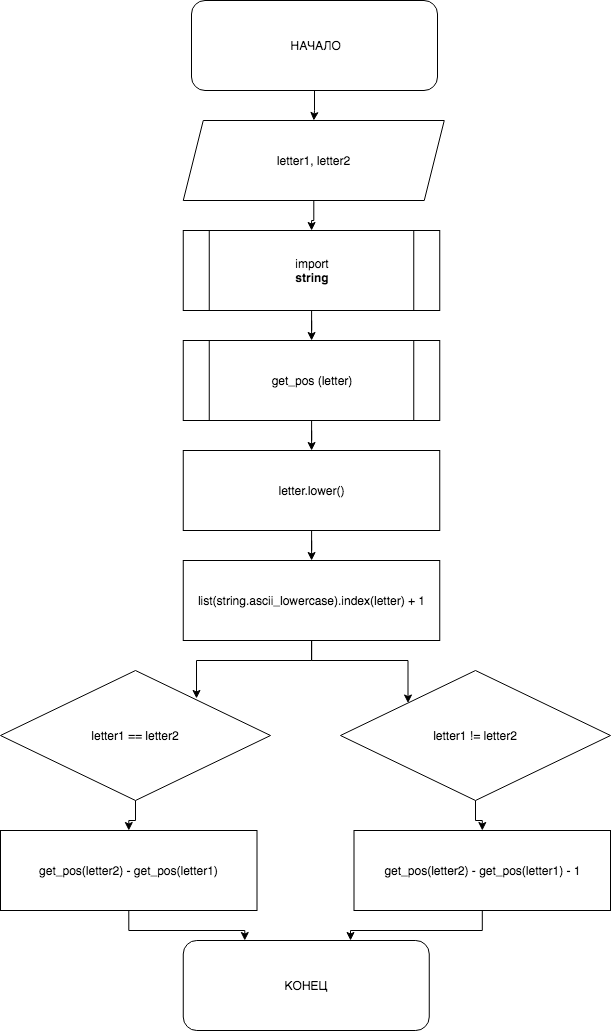 НАЧАЛО
letter1, letter2
import
string
get_pos (letter)
letter.lower()
list(string.ascii_lowercase).index(letter) + 1
letter1 == letter2
letter1 != letter2
get_pos(letter2) - get_pos(letter1)
get_pos(letter2) - get_pos(letter1) - 1
КОНЕЦ